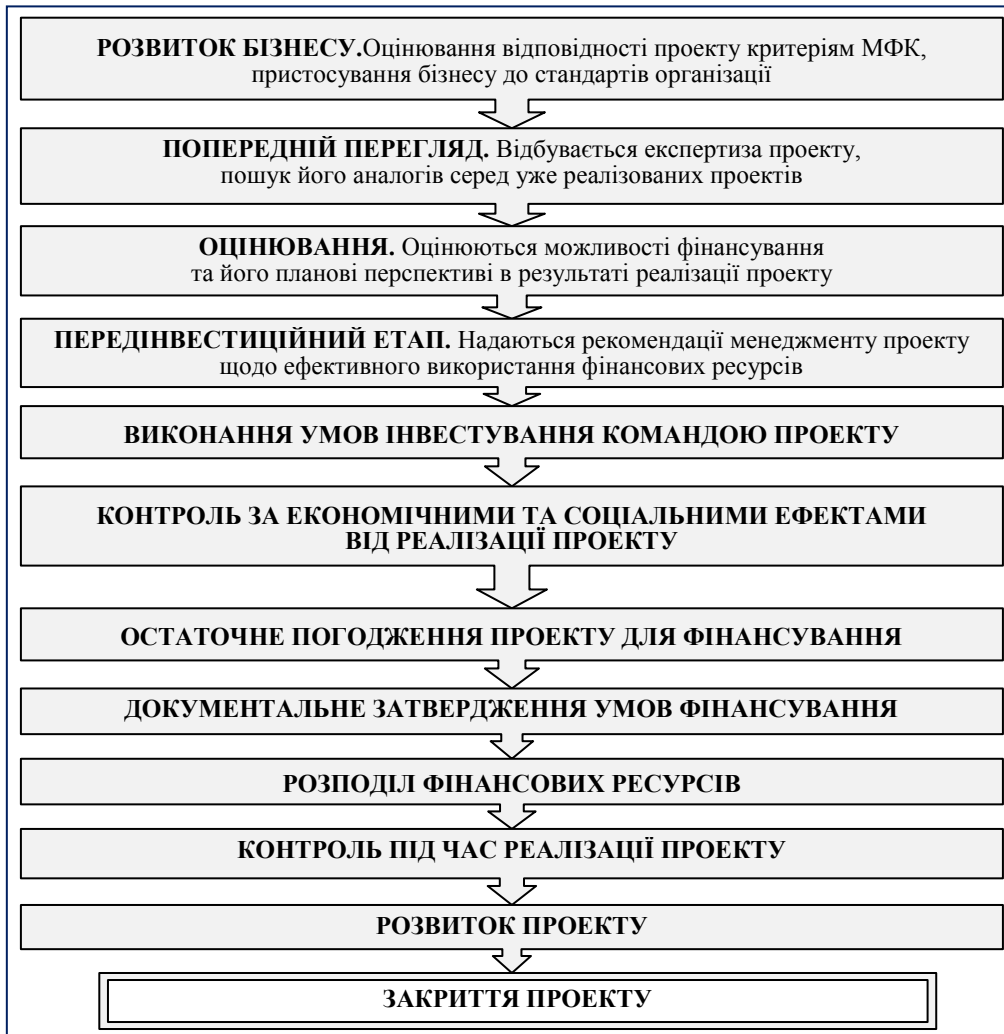 РОЗВИТОК БІЗНЕСУ.Оцінювання відповідності проекту критеріям МФК,
пристосування бізнесу до стандартів організації
ПОПЕРЕДНІЙ ПЕРЕГЛЯД. Відбувається експертиза проекту,
пошук його аналогів серед уже реалізованих проектів
ОЦІНЮВАННЯ. Оцінюються можливості фінансування
та його планові перспективі в результаті реалізації проекту
ПЕРЕДІНВЕСТИЦІЙНИЙ ЕТАП. Надаються рекомендації менеджменту проекту
щодо ефективного використання фінансових ресурсів
ВИКОНАННЯ УМОВ ІНВЕСТУВАННЯ КОМАНДОЮ ПРОЕКТУ
КОНТРОЛЬ ЗА ЕКОНОМІЧНИМИ ТА СОЦІАЛЬНИМИ ЕФЕКТАМИ
ВІД РЕАЛІЗАЦІЇ ПРОЕКТУ
ОСТАТОЧНЕ ПОГОДЖЕННЯ ПРОЕКТУ ДЛЯ ФІНАНСУВАННЯ
ДОКУМЕНТАЛЬНЕ ЗАТВЕРДЖЕННЯ УМОВ ФІНАНСУВАННЯ
РОЗПОДІЛ ФІНАНСОВИХ РЕСУРСІВ
КОНТРОЛЬ ПІД ЧАС РЕАЛІЗАЦІЇ ПРОЕКТУ
РОЗВИТОК ПРОЕКТУ
ЗАКРИТТЯ ПРОЕКТУ